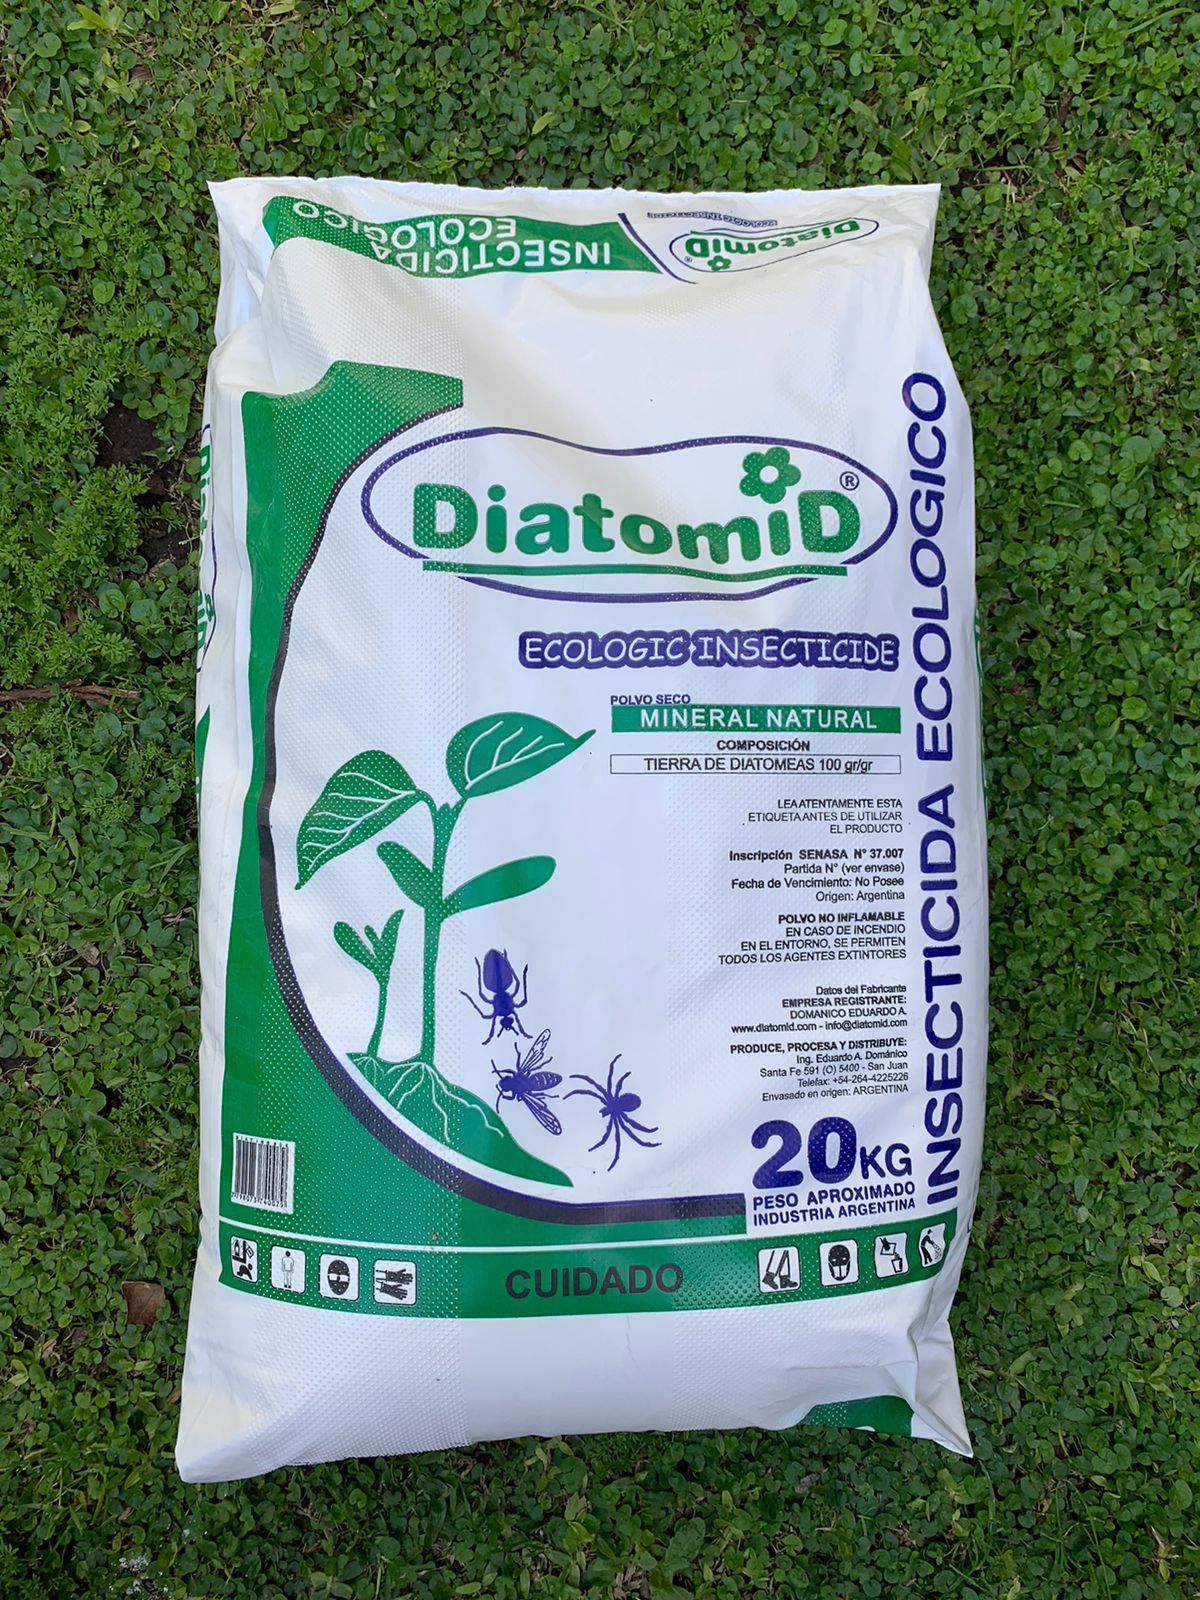 INSECTICIDA
ECOLOGICO
DiatomiD®
DiatomiD®
ECOLOGIC INSECTICIDE
POLVO SECO
MINERAL NATURAL
COMPOSICIÓN
TIERRA DE DIATOMEAS 100 gr/gr
LEA ATENTAMENTE ESTA
ETIQUETA ANTES DE UTILIZAR
EL PRODUCTO
Inscripción SENASA N° 37.007
Partida N° (ver envase)
Fecha de Vencimiento: No Posee
Origen: Argentina
POLVO NO INFLAMABLE
EN CASO DE INCENDIO
EN EL ENTORNO, SE PERMITEN
TODOS LOS AGENTES EXTINTORES
Datos del Fabricante
EMPRESA REGISTRANTE:
DOMANICO EDUARDO A.
www.diatomid.com - info@diatomid.com
PRODUCE, PROCESA Y DISTRIBUYE:
Ing. Eduardo A. Dománico
Santa Fe 591 (O) 5400 - San Juan
Telefax: +54-264-4225226
Envasado en origen: ARGENTINA
20KG
PESO APROXIMADO
INDUSTRIA ARGENTINA
INSECTICIDA ECOLOGICO
CUIDADO